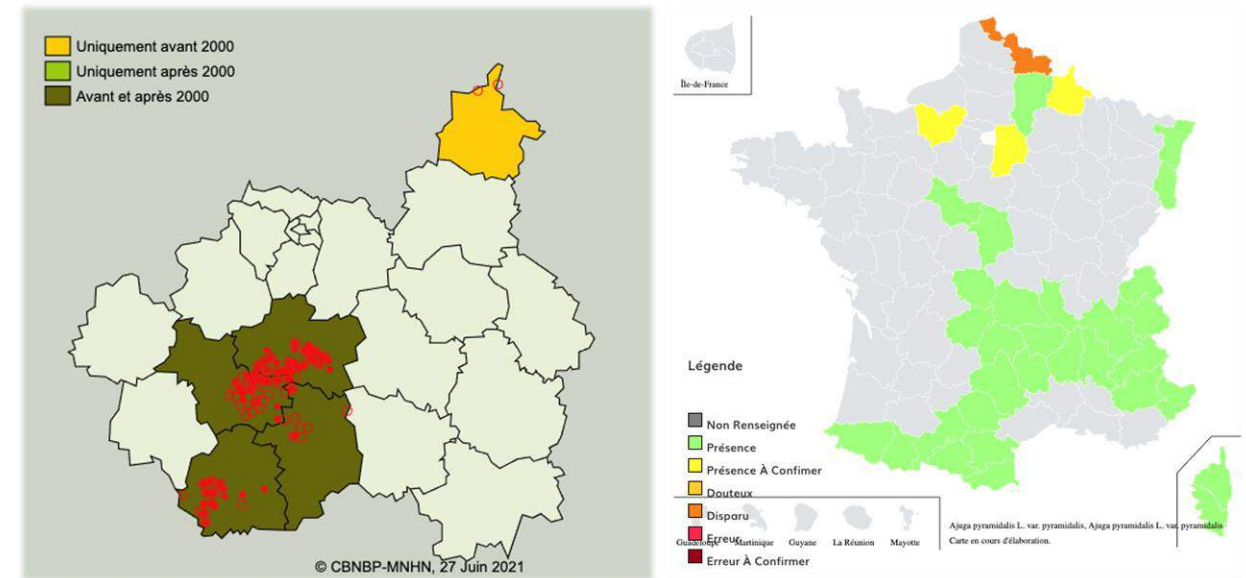 Uniquement avant 2000
Uniquement après 2000
Avant et après 2000
© CBNBP-MNHN, 27 Juin 2021
Île-de-France
Légende
Non Renseignée
Présence
Présence À Confimer
Douteux
Disparu
Erreur
Erreur À Confirmer
Guadeloupe Martinique Guyane La Réunion Mayotte
Ajuga pyramidalis L. var. pyramidalis, Ajuga pyramidalis L. var. pyramidalis
Carte en cours d'élaboration.